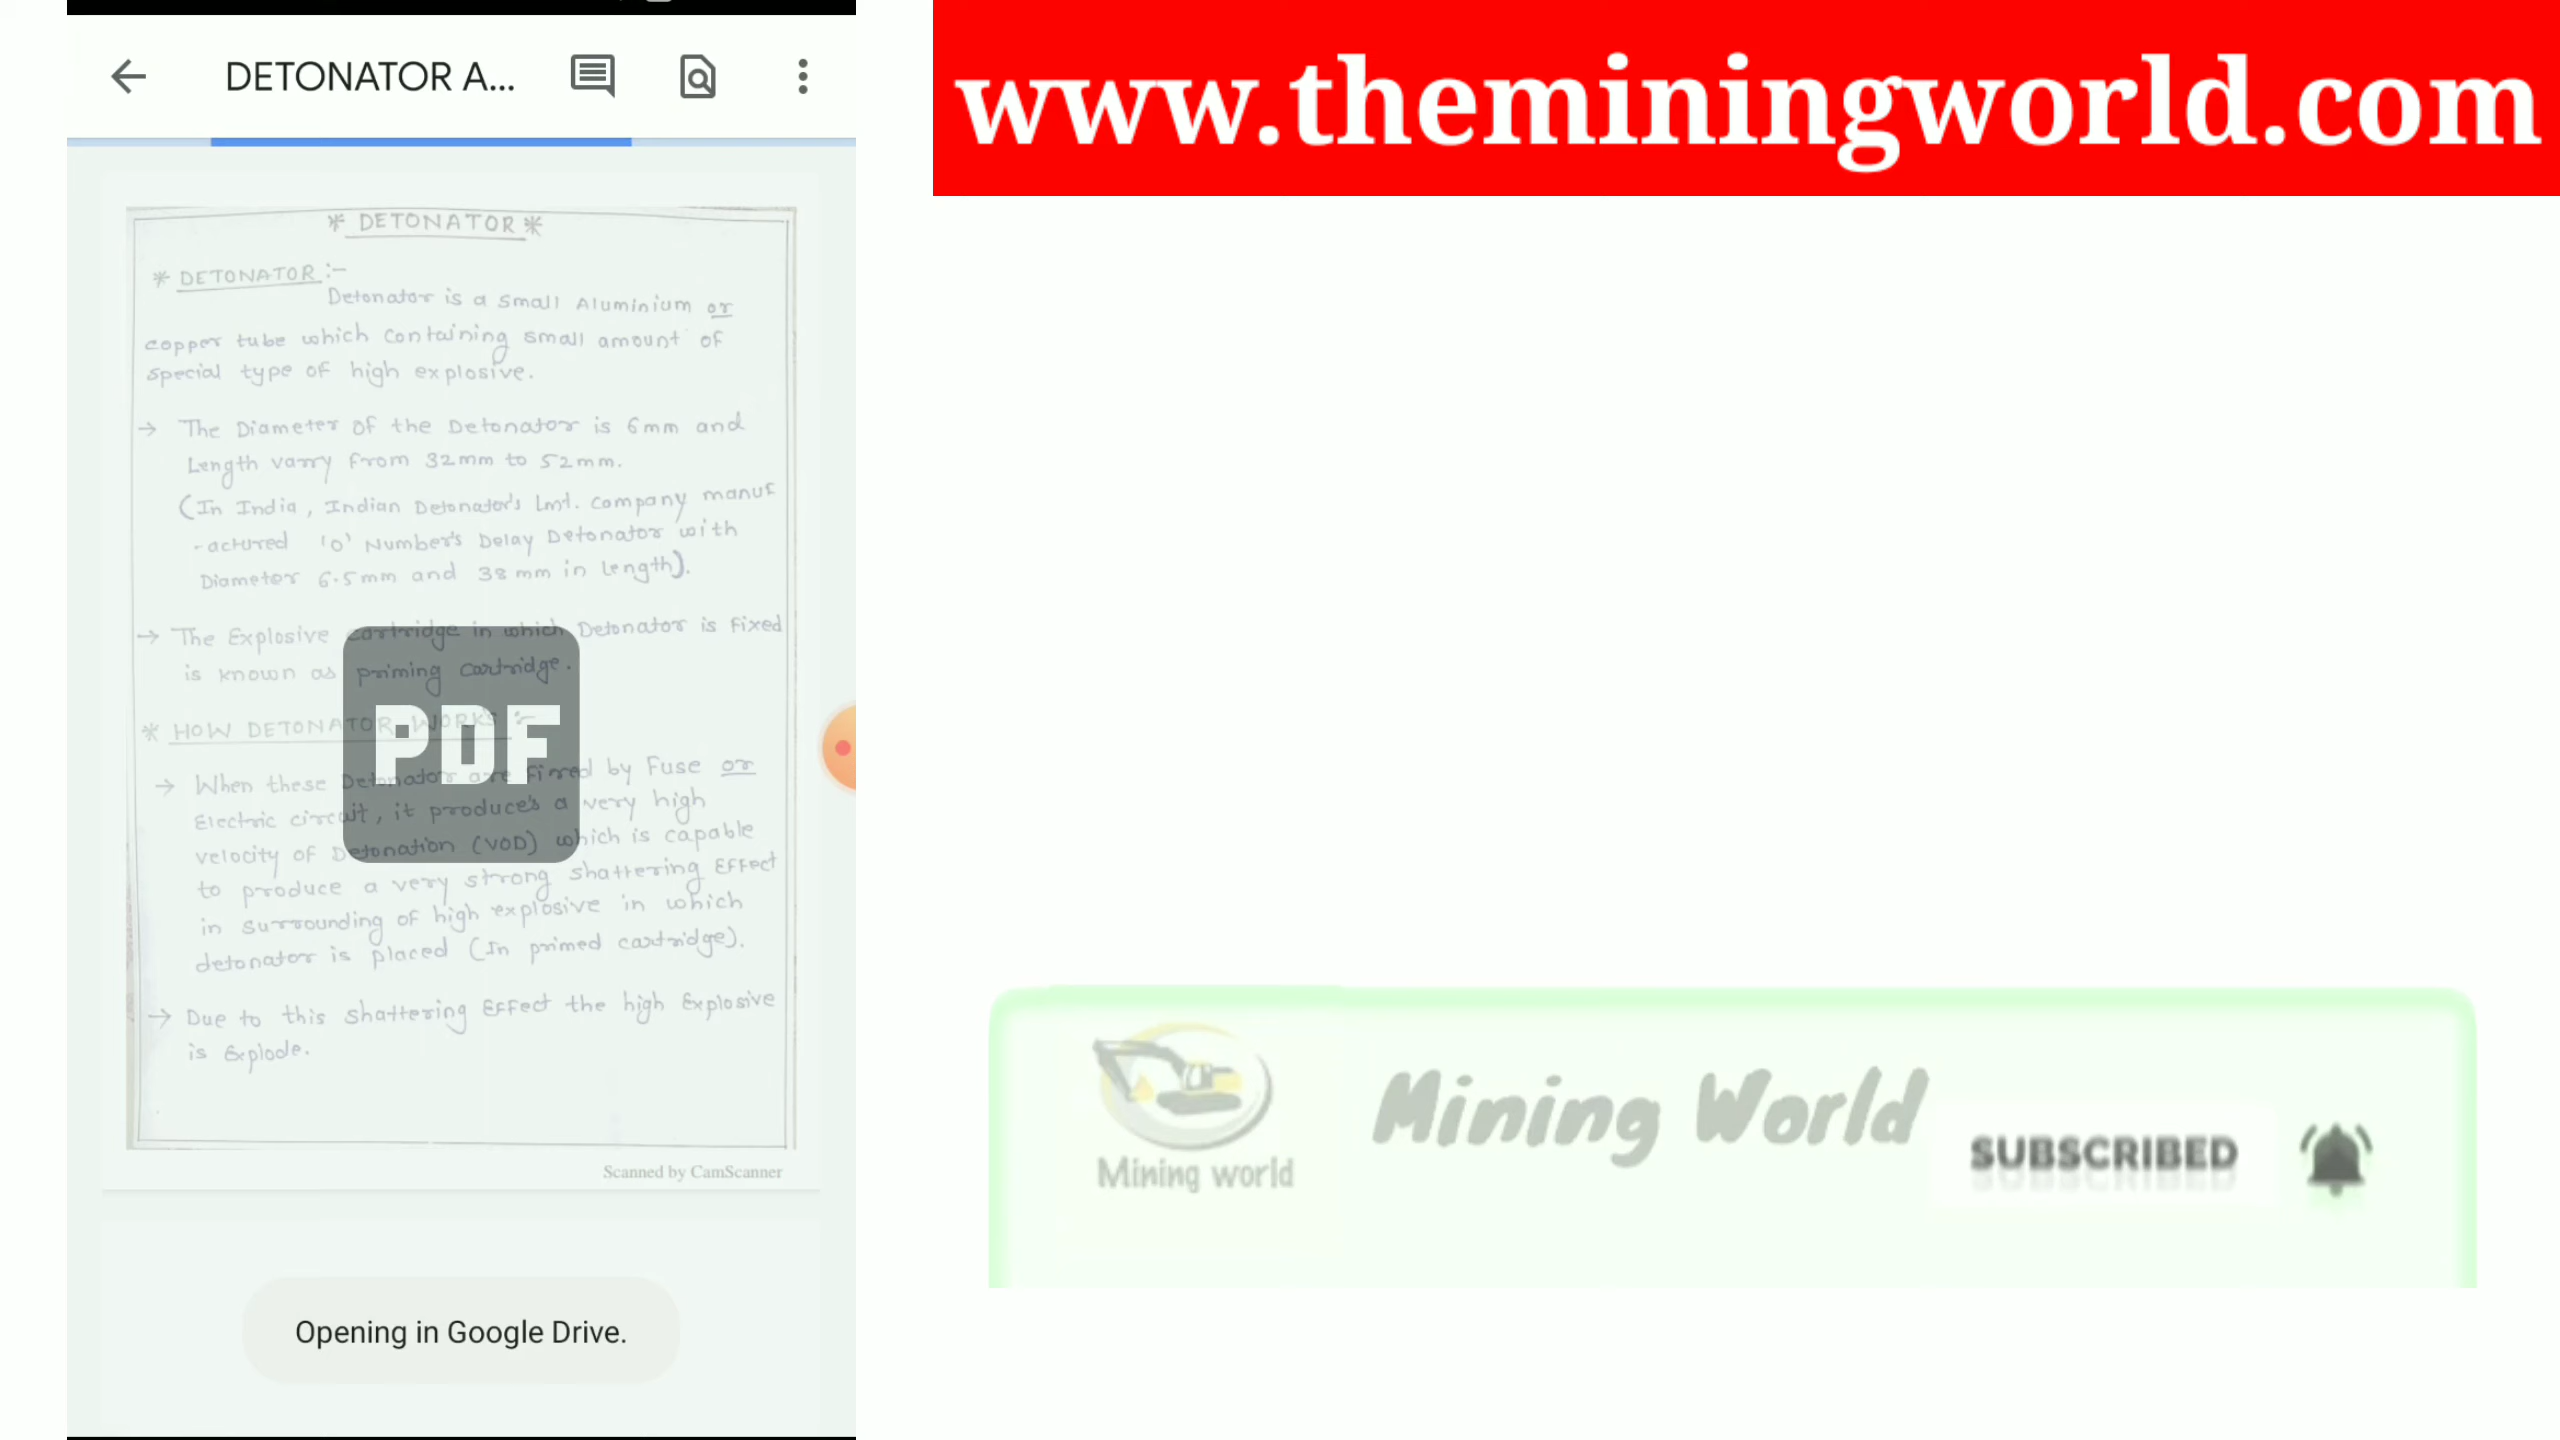 DETONATOR A...
www.theminingworld.com
* DETONATOR *
* DETONATOR :-
Detonator is a small Aluminium or
copper tube which containing small amount of
special type of high explosive.
→ The Diameter of the Detonator is 6mm and
Length varry from 32mm to 52mm.
(In India, Indian Detonator's Lmt. company manuf
-actured '0' Number's Delay Detonator with
Diameter 6.5mm and 38mm in Length).
→ The Explosive cartridge in which Detonator is fixed
is known as priming cartridge.
* HOW DETONATOR WORKS :-
→ When these Detonator are fired by Fuse or
Electric circuit, it produce's a very high
velocity of Detonation (VOD) which is capable
to produce a very strong shattering Effect
in surrounding of high explosive in which
detonator is placed (In primed cartridge).
→ Due to this shattering Effect the high Explosive
is Explode.
PDF
Scanned by CamScanner
Opening in Google Drive.
Mining world
Mining World
SUBSCRIBED